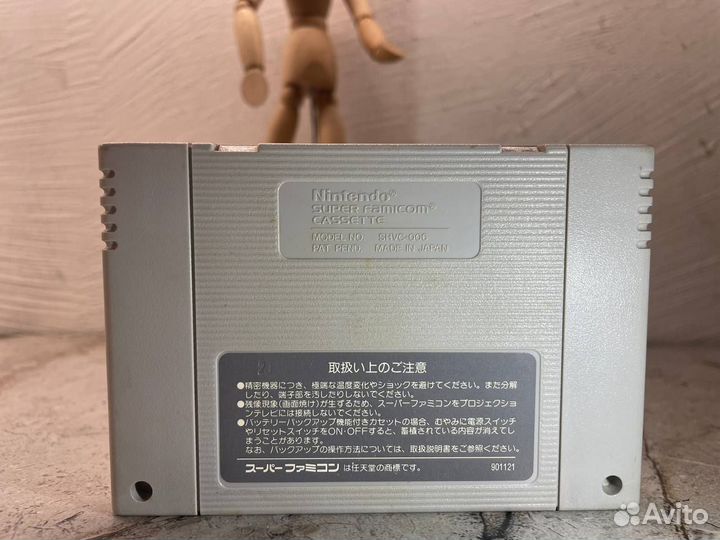 Nintendo®
SUPER FAMICOM®
CASSETTE
MODEL NO. SHVC-006
PAT. PEND. MADE IN JAPAN
取扱い上のご注意
●精密機器につき、極端な温度変化やショックを避けてください。また分解
したり、端子部を汚したりしないでください。
●残像現象(画面焼け)が生ずるため、スーパーファミコンをプロジェクショ
ンテレビには接続しないでください。
●バッテリーバックアップ機能付きカセットの場合、むやみに電源スイッチ
やリセットスイッチをON・OFFすると、蓄積されている内容が消えてし
まうことがあります。
なお、バックアップの操作方法については、取扱説明書をご参照ください。
スーパーファミコン は任天堂の商標です。 901121
Avito